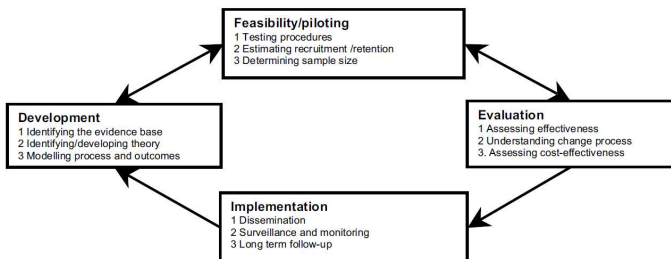 Feasibility/piloting
1 Testing procedures
2 Estimating recruitment /retention
3 Determining sample size
Development
1 Identifying the evidence base
2 Identifying/developing theory
3 Modelling process and outcomes
Evaluation
1 Assessing effectiveness
2 Understanding change process
3. Assessing cost-effectiveness
Implementation
1 Dissemination
2 Surveillance and monitoring
3 Long term follow-up